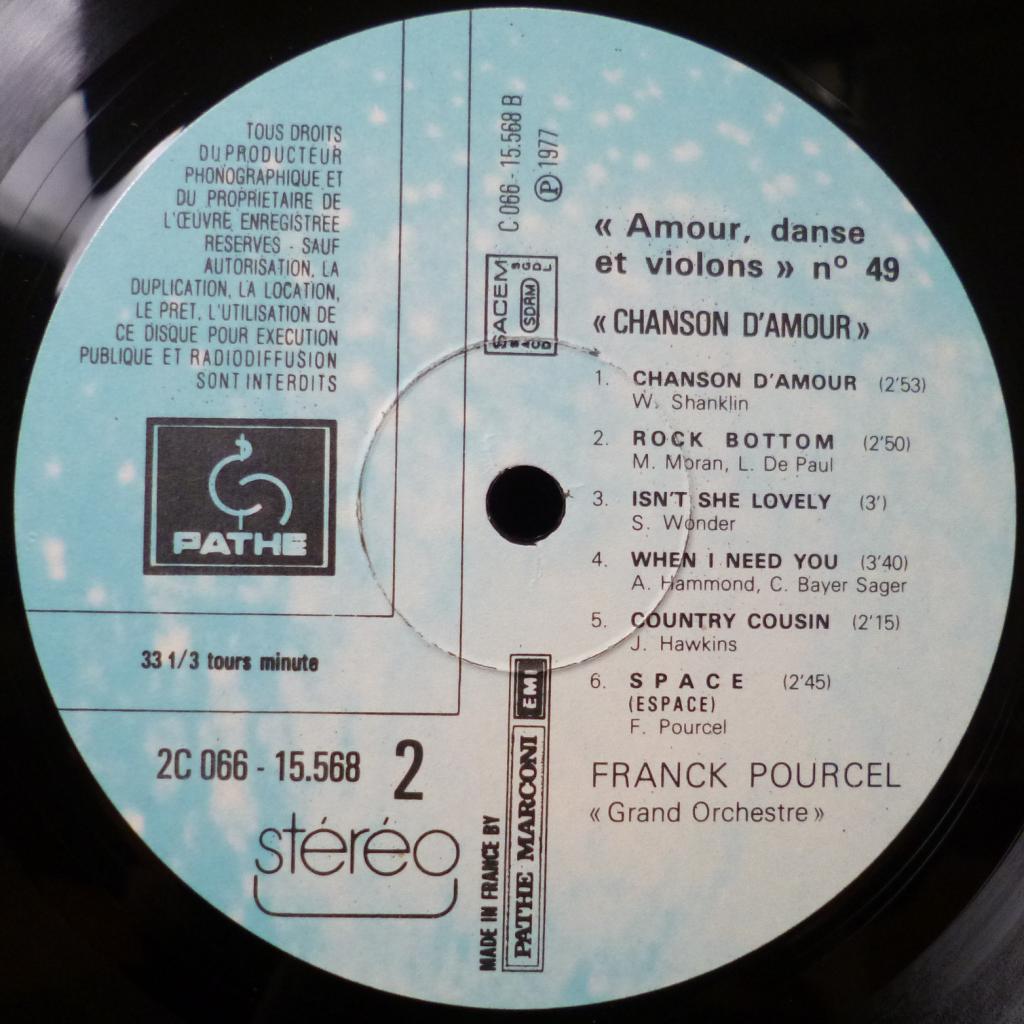 TOUS DROITS
DU PRODUCTEUR
PHONOGRAPHIQUE ET
DU PROPRIETAIRE DE
L'ŒUVRE ENREGISTREE
RESERVES - SAUF
AUTORISATION, LA
DUPLICATION, LA LOCATION,
LE PRET, L'UTILISATION DE
CE DISQUE POUR EXECUTION
PUBLIQUE ET RADIODIFFUSION
SONT INTERDITS
PATHE
33 1/3 tours minute
2C 066 - 15.568 2
stéréo
C 066 - 15.568 B
Ⓟ 1977
SACEM
SDRM
SACD
SGDL
MADE IN FRANCE BY
PATHE MARCONI EMI
« Amour, danse
et violons » nº 49
« CHANSON D'AMOUR »
1. CHANSON D'AMOUR (2'53)
W. Shanklin
2. ROCK BOTTOM (2'50)
M. Moran, L. De Paul
3. ISN'T SHE LOVELY (3')
S. Wonder
4. WHEN I NEED YOU (3'40)
A. Hammond, C. Bayer Sager
5. COUNTRY COUSIN (2'15)
J. Hawkins
6. SPACE (2'45)
(ESPACE)
F. Pourcel
FRANCK POURCEL
« Grand Orchestre »